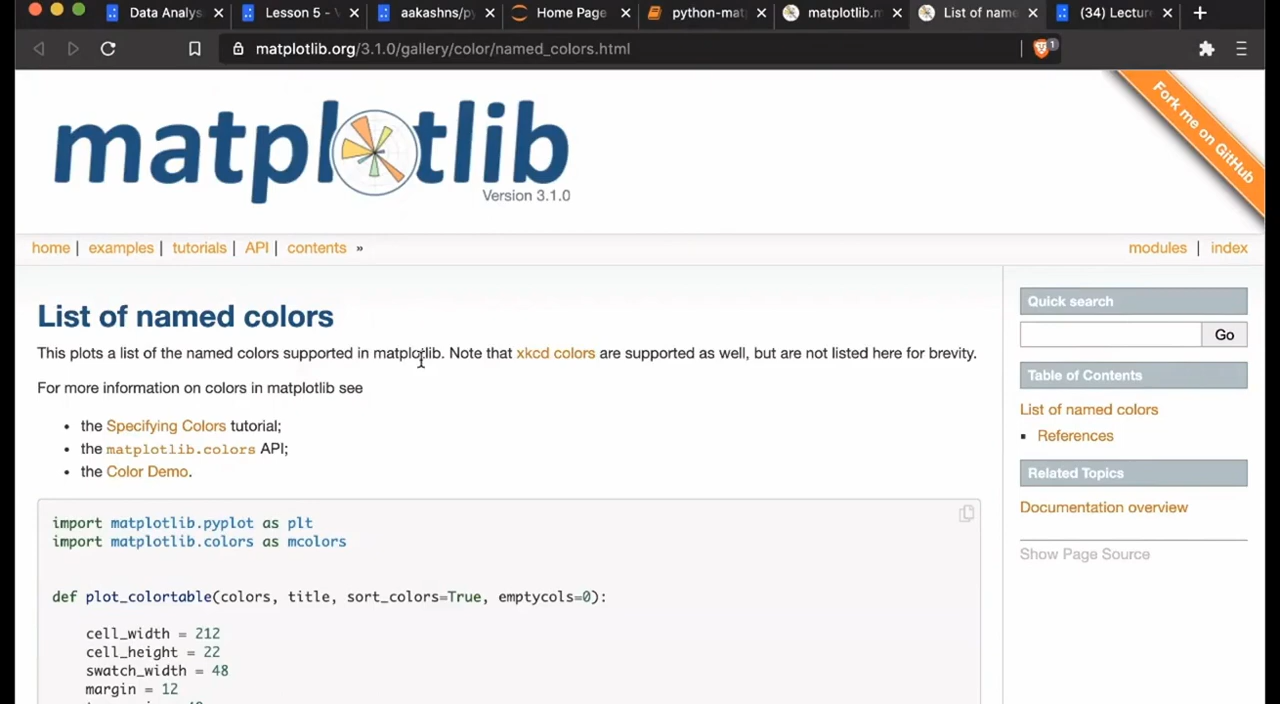 Data Analys
Lesson 5 -
aakashns/py
Home Page
python-mat
matplotlib.m
List of name
(34) Lecture
matplotlib.org/3.1.0/gallery/color/named_colors.html
1
Fork me on GitHub
matplotlib
Version 3.1.0
home | examples | tutorials | API | contents »
modules | index
List of named colors
This plots a list of the named colors supported in matplotlib. Note that xkcd colors are supported as well, but are not listed here for brevity.
For more information on colors in matplotlib see
• the Specifying Colors tutorial;
• the matplotlib.colors API;
• the Color Demo.
import matplotlib.pyplot as plt
import matplotlib.colors as mcolors
def plot_colortable(colors, title, sort_colors=True, emptycols=0):
cell_width = 212
cell_height = 22
swatch_width = 48
margin = 12
Quick search
Go
Table of Contents
List of named colors
References
Related Topics
Documentation overview
Show Page Source